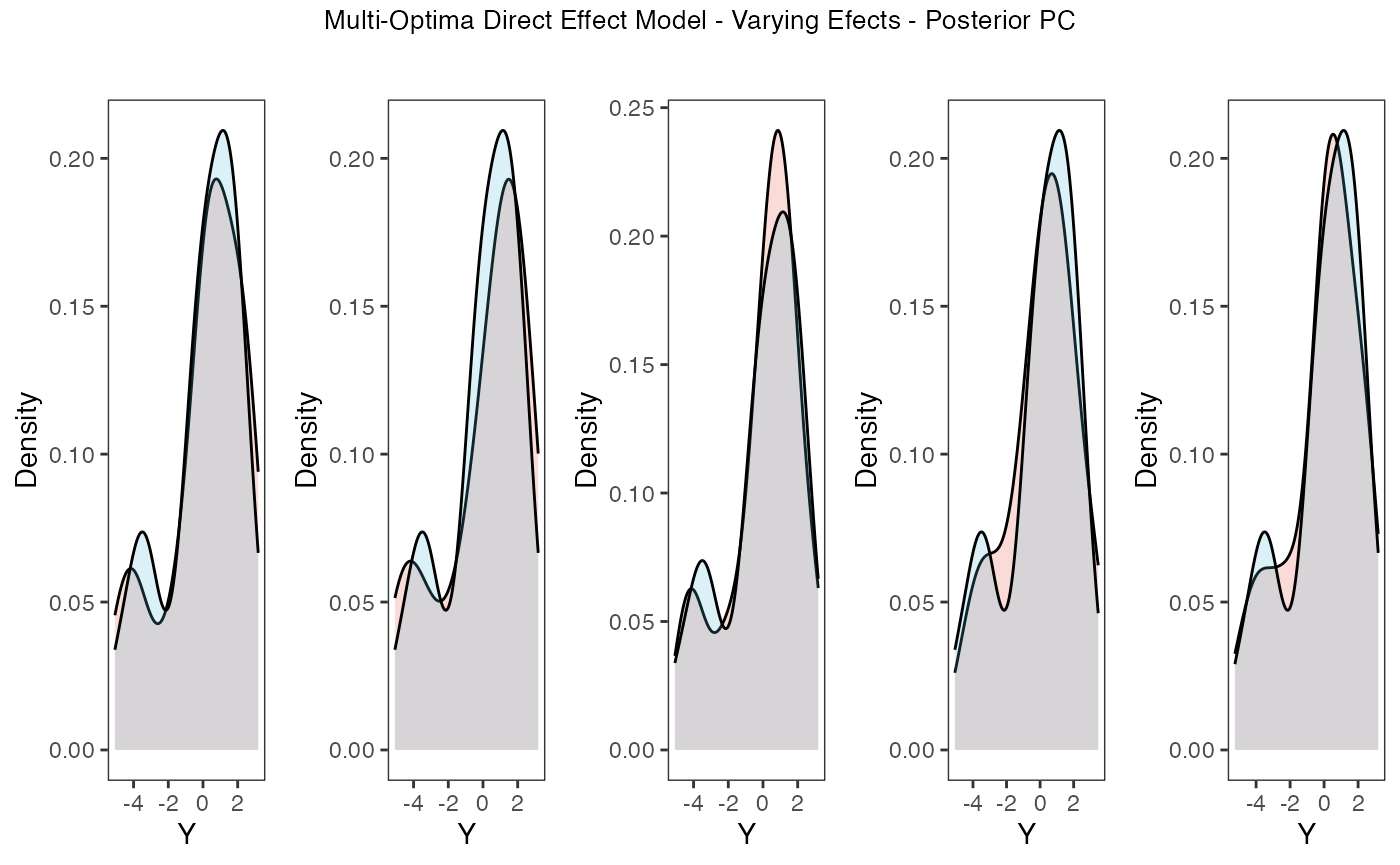 Multi-Optima Direct Effect Model - Varying Efects - Posterior PC
0.25
0.20 0.20 0.20 0.20 0.20
0.15 0.15 0.15 0.15 0.15
Density Density Density Density Density
0.10 0.10 0.10 0.10 0.10
0.05 0.05 0.05 0.05 0.05
0.00 0.00 0.00 0.00 0.00
-4 -2 0 2 -4 -2 0 2 -4 -2 0 2 -4 -2 0 2 -4 -2 0 2
Y Y Y Y Y